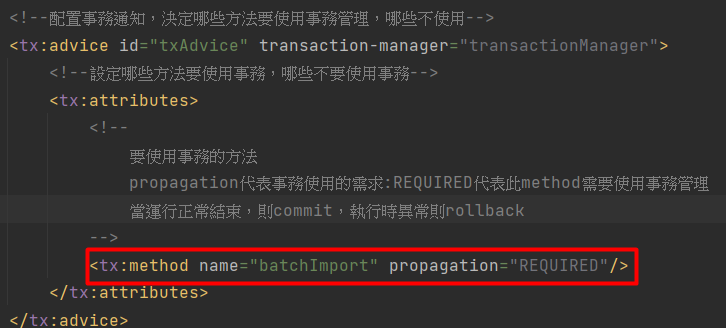 <!--配置事務通知，決定哪些方法要使用事務管理，哪些不使用-->
<tx:advice id="txAdvice" transaction-manager="transactionManager">
<!--設定哪些方法要使用事務，哪些不要使用事務-->
<tx:attributes>
<!--
要使用事務的方法
propagation代表事務使用的需求:REQUIRED代表此method需要使用事務管理
當運行正常結束，則commit，執行時異常則rollback
-->
<tx:method name="batchImport" propagation="REQUIRED"/>
</tx:attributes>
</tx:advice>